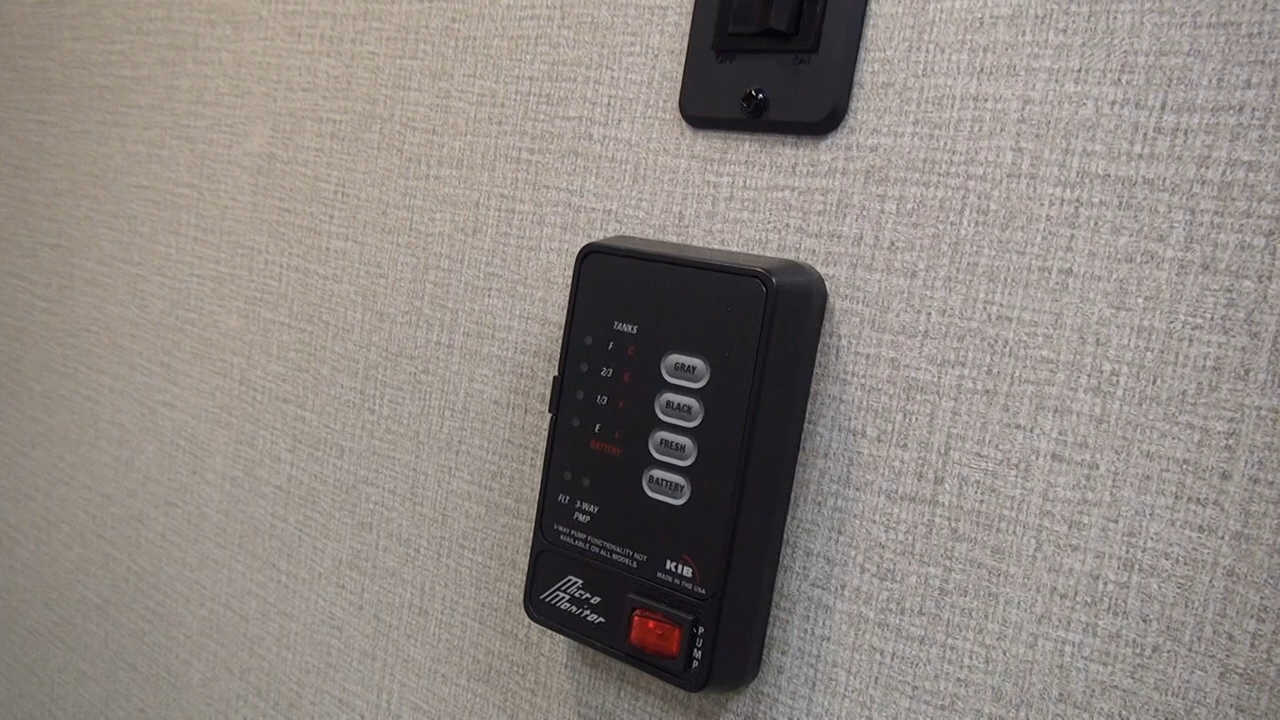 OFF
TANKS
F C
2/3 G
1/3 F
E L
BATTERY
GRAY
BLACK
FRESH
BATTERY
FLT 3-WAY
PMP
3-WAY PUMP FUNCTIONALITY NOT
AVAILABLE ON ALL MODELS
KIB
MADE IN THE USA
Micro
Monitor
PUMP